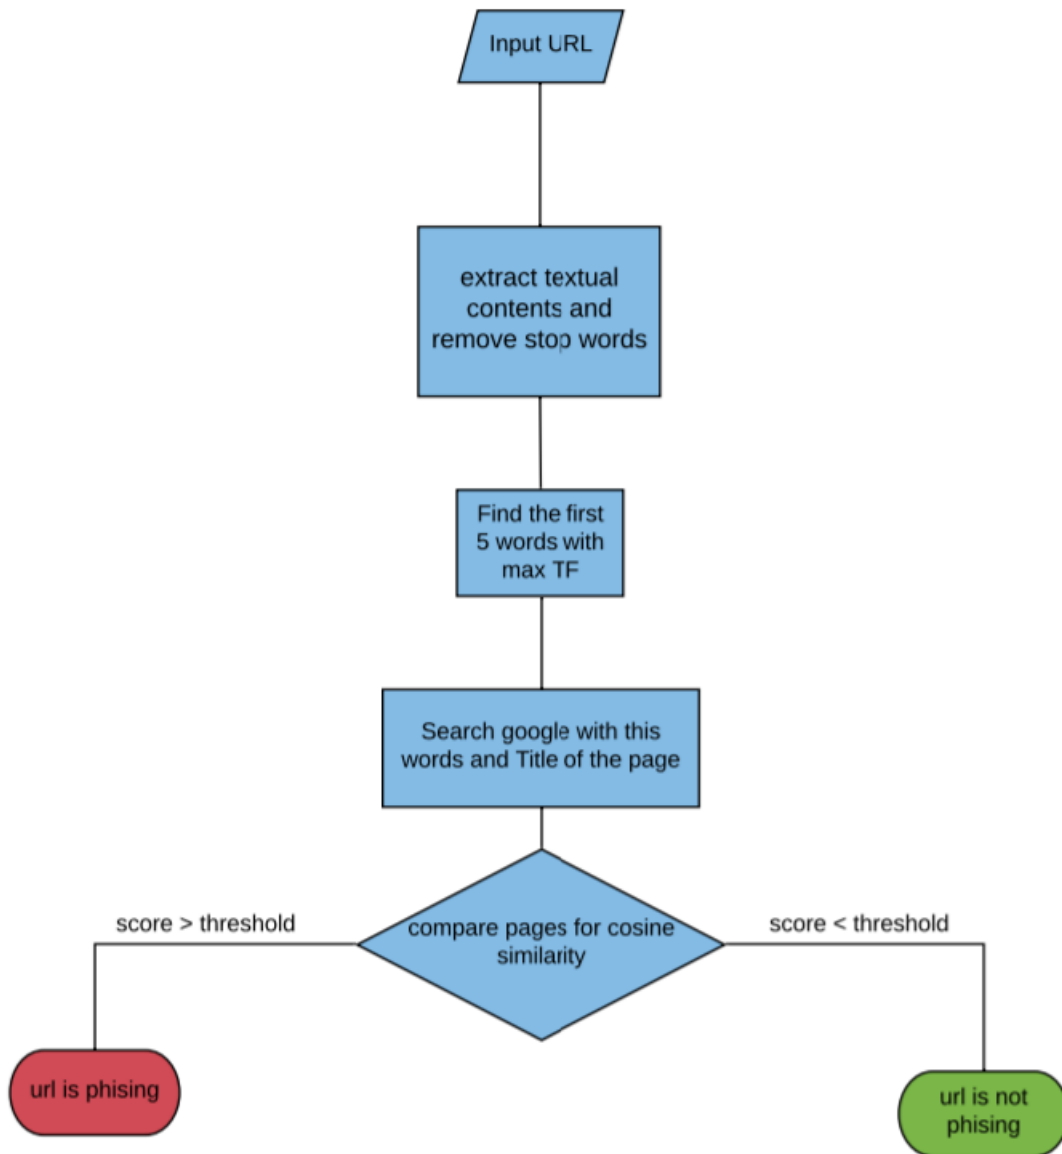 Input URL
extract textual
contents and
remove stop words
Find the first
5 words with
max TF
Search google with this
words and Title of the page
compare pages for cosine
similarity
score > threshold
score < threshold
url is phising
url is not
phising